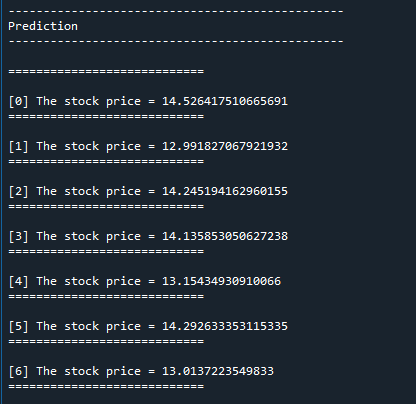 ------------------------------------------------
Prediction
------------------------------------------------
============================
[0] The stock price = 14.526417510665691
============================
[1] The stock price = 12.991827067921932
============================
[2] The stock price = 14.245194162960155
============================
[3] The stock price = 14.135853050627238
============================
[4] The stock price = 13.15434930910066
============================
[5] The stock price = 14.292633353115335
============================
[6] The stock price = 13.0137223549833
============================